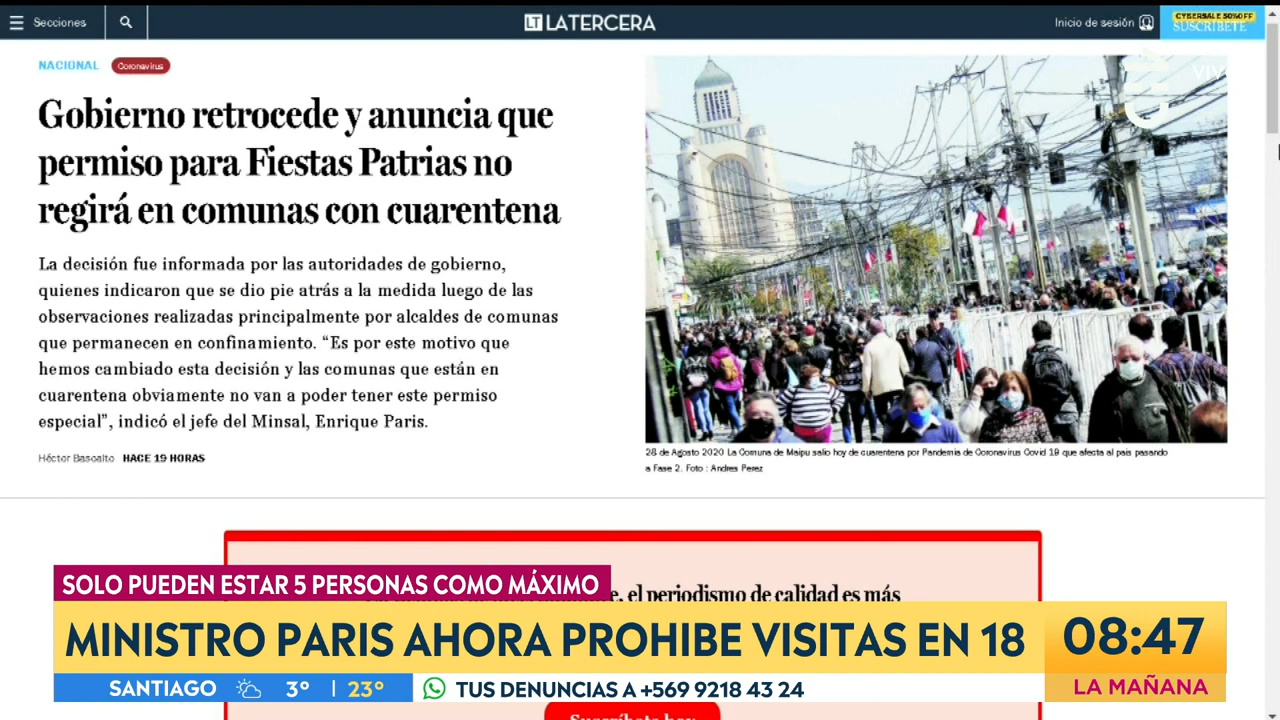 Secciones
LT LATERCERA
Inicio de sesión
CYBERSALE 50%OFF
SUSCRÍBETE
NACIONAL
Coronavirus
VIV
Gobierno retrocede y anuncia que
permiso para Fiestas Patrias no
regirá en comunas con cuarentena
La decisión fue informada por las autoridades de gobierno,
quienes indicaron que se dio pie atrás a la medida luego de las
observaciones realizadas principalmente por alcaldes de comunas
que permanecen en confinamiento. “Es por este motivo que
hemos cambiado esta decisión y las comunas que están en
cuarentena obviamente no van a poder tener este permiso
especial”, indicó el jefe del Minsal, Enrique Paris.
Héctor Basoalto HACE 19 HORAS
28 de Agosto 2020 La Comuna de Maipu salio hoy de cuarentena por Pandemia de Coronavirus Covid 19 que afecta al pais pasando
a Fase 2. Foto : Andres Perez
el periodismo de calidad es más
SOLO PUEDEN ESTAR 5 PERSONAS COMO MÁXIMO
MINISTRO PARIS AHORA PROHIBE VISITAS EN 18
08:47
LA MAÑANA
SANTIAGO 3° | 23°
TUS DENUNCIAS A +569 9218 43 24
Suscríbete hoy